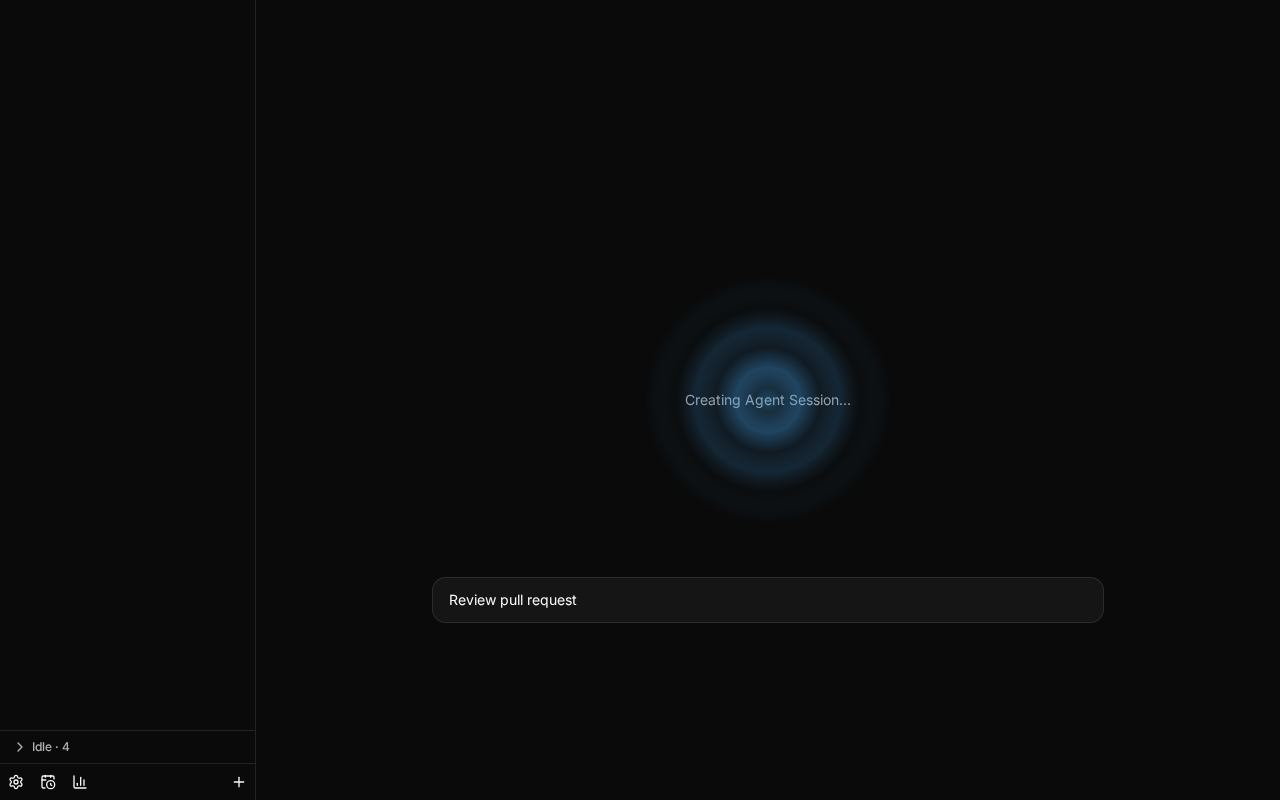 Creating Agent Session...
Review pull request
Idle · 4